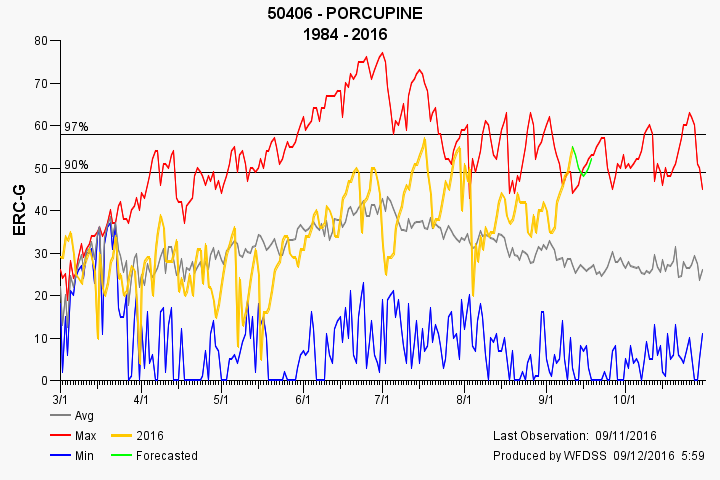 50406 - PORCUPINE
1984 - 2016
ERC-G
80
70
60
50
40
30
20
10
0
97%
90%
3/1 4/1 5/1 6/1 7/1 8/1 9/1 10/1
Avg
Max 2016
Min Forecasted
Last Observation: 09/11/2016
Produced by WFDSS 09/12/2016 5:59